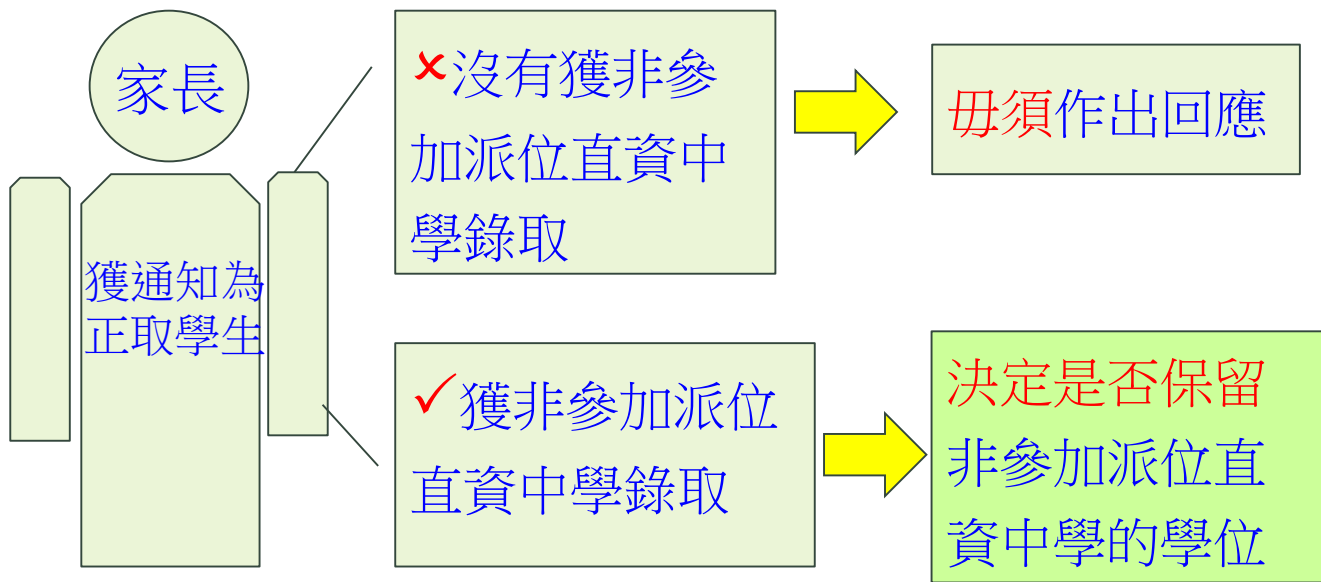 家長
獲通知為
正取學生
✗沒有獲非參
加派位直資中
學錄取
毋須作出回應
✓獲非參加派位
直資中學錄取
決定是否保留
非參加派位直
資中學的學位